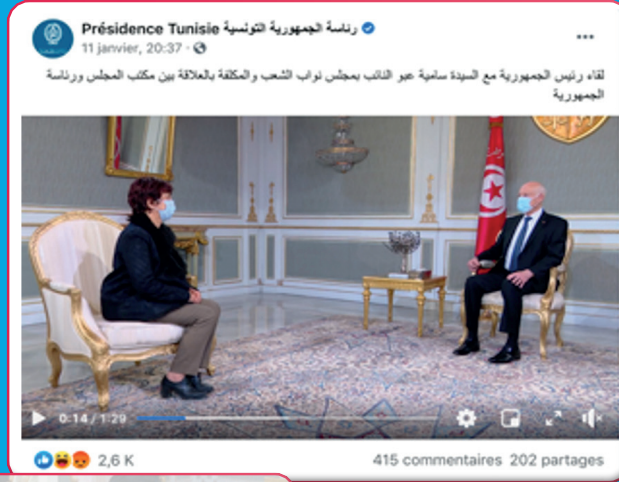 Présidence Tunisie رئاسة الجمهورية التونسية
11 janvier, 20:37 ·
لقاء رئيس الجمهورية مع السيدة سامية عبو النائب بمجلس نواب الشعب والمكلفة بالعلاقة بين مكتب المجلس ورئاسة
الجمهورية
0:14 / 1:29
2,6 K
415 commentaires 202 partages